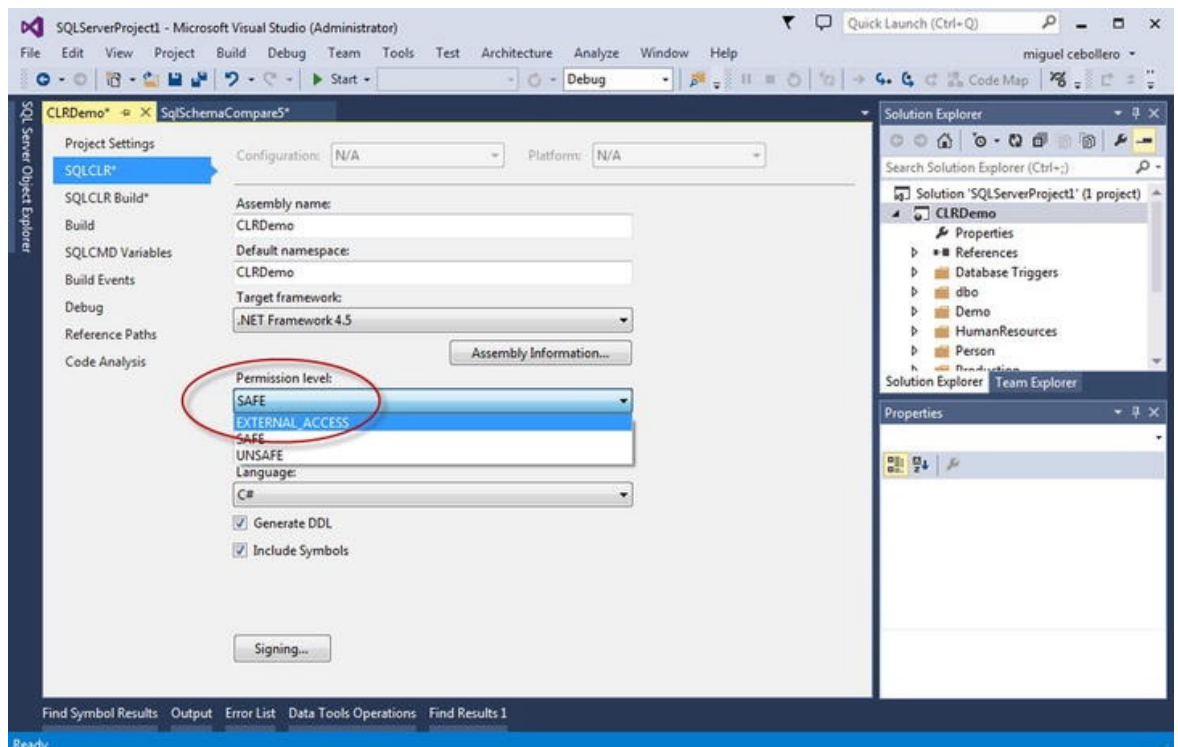 SQLServerProject1 - Microsoft Visual Studio (Administrator)
Quick Launch (Ctrl+Q)
File Edit View Project Build Debug Team Tools Test Architecture Analyze Window Help
miguel cebollero
Start
Debug
Code Map
SQL Server Object Explorer
CLRDemo*
SqlSchemaCompare5*
Project Settings
SQLCLR*
SQLCLR Build*
Build
SQLCMD Variables
Build Events
Debug
Reference Paths
Code Analysis
Configuration: N/A
Platform: N/A
Assembly name:
CLRDemo
Default namespace:
CLRDemo
Target framework:
.NET Framework 4.5
Assembly Information...
Permission level:
SAFE
EXTERNAL_ACCESS
SAFE
UNSAFE
Language:
C#
Generate DDL
Include Symbols
Signing...
Solution Explorer
Search Solution Explorer (Ctrl+;)
Solution 'SQLServerProject1' (1 project)
CLRDemo
Properties
References
Database Triggers
dbo
Demo
HumanResources
Person
Production
Solution Explorer Team Explorer
Properties
Find Symbol Results Output Error List Data Tools Operations Find Results 1
Ready